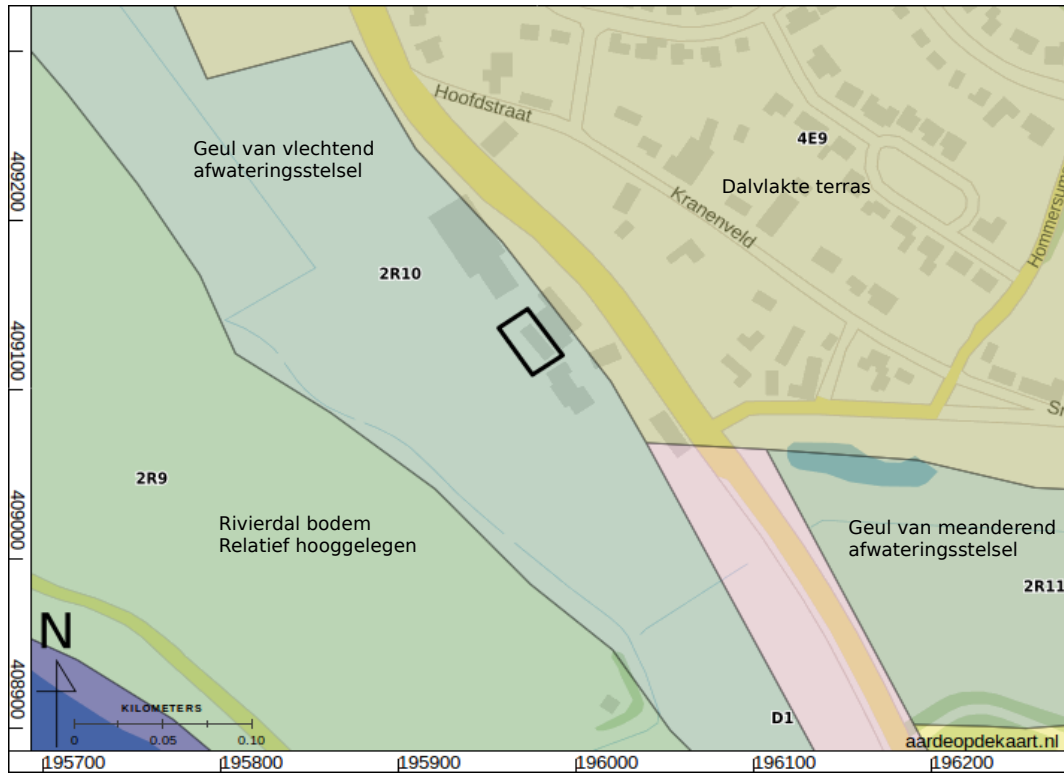 Hoofdstraat
4E9
Geul van vlechtend
afwateringsstelsel
Dalvlakte terras
Kranenveld
409200
2R10
409100
2R9
Rivierdal bodem
Relatief hooggelegen
Geul van meanderend
afwateringsstelsel
409000
2R11
N
408900
KILOMETERS
0 0.05 0.10
D1
aardeopdekaart.nl
195700 195800 195900 196000 196100 196200